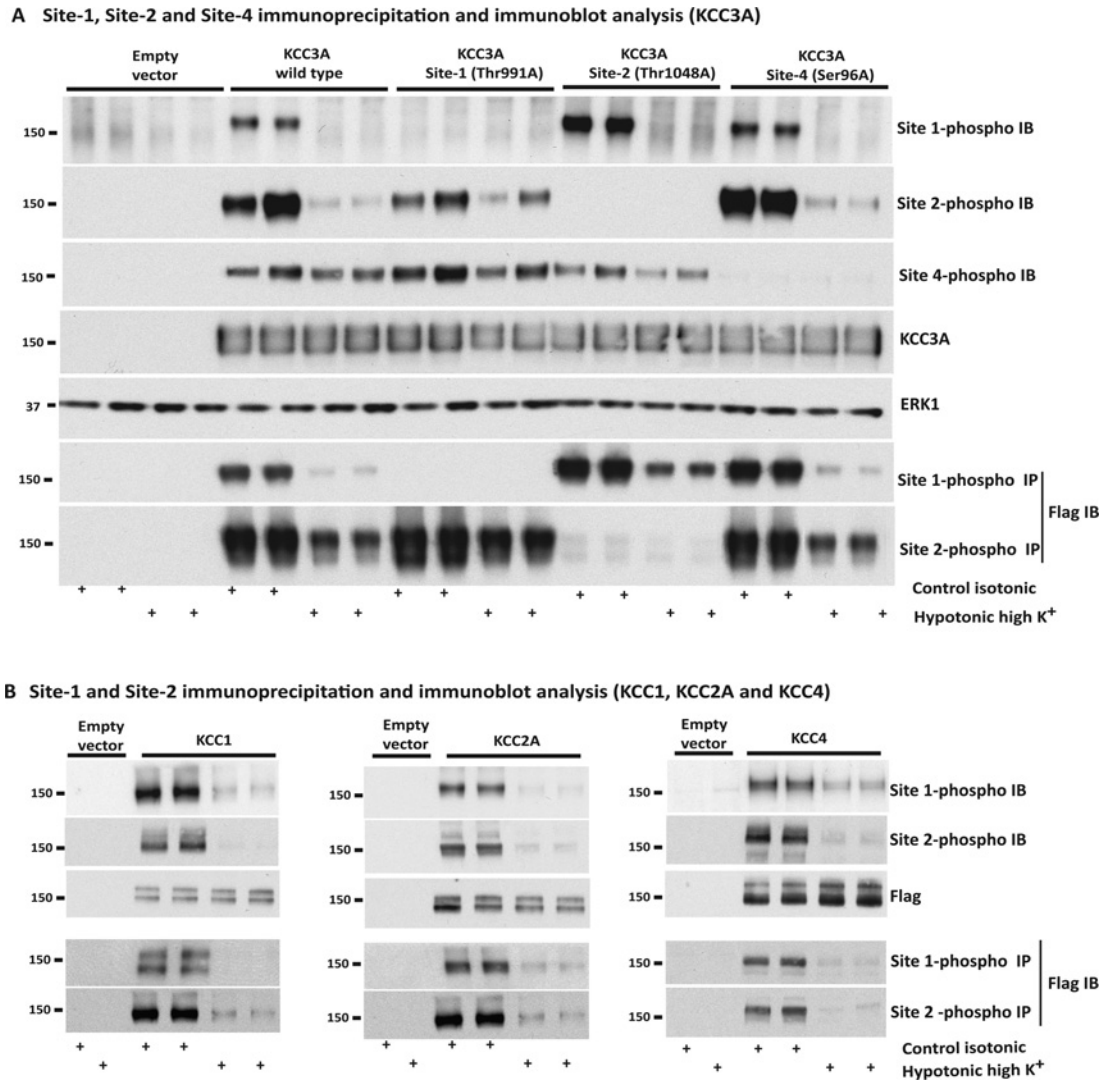 A Site-1, Site-2 and Site-4 immunoprecipitation and immunoblot analysis (KCC3A)
Empty vector
KCC3A wild type
KCC3A Site-1 (Thr991A)
KCC3A Site-2 (Thr1048A)
KCC3A Site-4 (Ser96A)
150 Site 1-phospho IB
150 Site 2-phospho IB
150 Site 4-phospho IB
150 KCC3A
37 ERK1
150 Site 1-phospho IP
150 Site 2-phospho IP
Flag IB
+ + + + + + + + + + Control isotonic
+ + + + + + + + + + Hypotonic high K+
B Site-1 and Site-2 immunoprecipitation and immunoblot analysis (KCC1, KCC2A and KCC4)
Empty vector KCC1 Empty vector KCC2A Empty vector KCC4
150 150 150 Site 1-phospho IB
150 150 150 Site 2-phospho IB
150 150 150 Flag
150 150 150 Site 1-phospho IP
150 150 150 Site 2 -phospho IP
Flag IB
+ + + + + + + + + Control isotonic
+ + + + + + + + + Hypotonic high K+